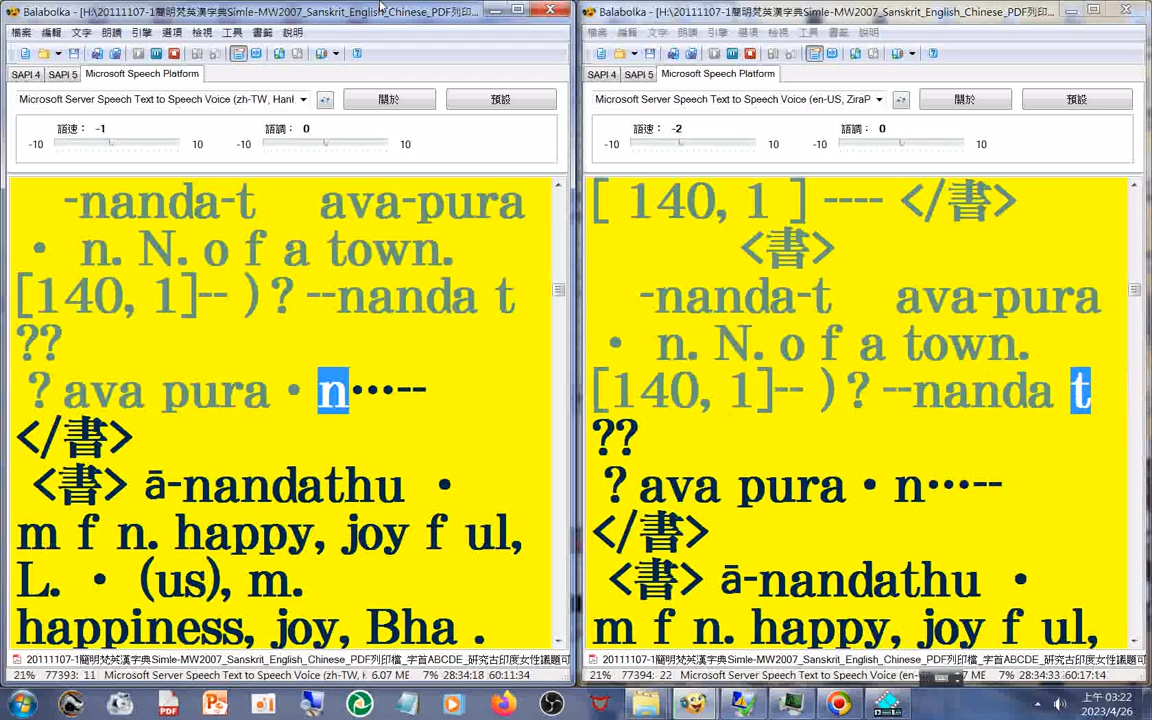 Balabolka - [H:\20111107-1簡明梵英漢字典Simle-MW2007_Sanskrit_English_Chinese_PDF列印...
檔案 編輯 文字 朗讀 引擎 選項 檢視 工具 書籤 說明
SAPI 4 SAPI 5 Microsoft Speech Platform
Microsoft Server Speech Text to Speech Voice (zh-TW, Hanl
關於 預設
語速： -1 語調： 0
-10 10 -10 10
-nanda-t ava-pura
• n. N. o f a town.
[140, 1]-- )? --nanda t
??
? ava pura • n…--
</書>
<書> ā-nandathu •
m f n. happy, joy f ul,
L. • (us), m.
happiness, joy, Bha .
20111107-1簡明梵英漢字典Simle-MW2007_Sanskrit_English_Chinese_PDF列印檔_字首ABCDE_研究古印度女性議題可
21% 77393: 11 Microsoft Server Speech Text to Speech Voice (zh-TW, H 6.07 ME 7% 28:34:18 60:11:34
Balabolka - [H:\20111107-1簡明梵英漢字典Simle-MW2007_Sanskrit_English_Chinese_PDF列印...
檔案 編輯 文字 朗讀 引擎 選項 檢視 工具 書籤 說明
SAPI 4 SAPI 5 Microsoft Speech Platform
Microsoft Server Speech Text to Speech Voice (en-US, ZiraP
關於 預設
語速： -2 語調： 0
-10 10 -10 10
[ 140, 1 ] ---- </書>
<書>
-nanda-t ava-pura
• n. N. o f a town.
[140, 1]-- )? --nanda t
??
? ava pura • n…--
</書>
<書> ā-nandathu •
m f n. happy, joy f ul,
20111107-1簡明梵英漢字典Simle-MW2007_Sanskrit_English_Chinese_PDF列印檔_字首ABCDE_研究古印度女性議題可
21% 77394: 22 Microsoft Server Speech Text to Speech Voice (en-US, 7% 28:34:33 60:17:14
上午 03:22
2023/4/26